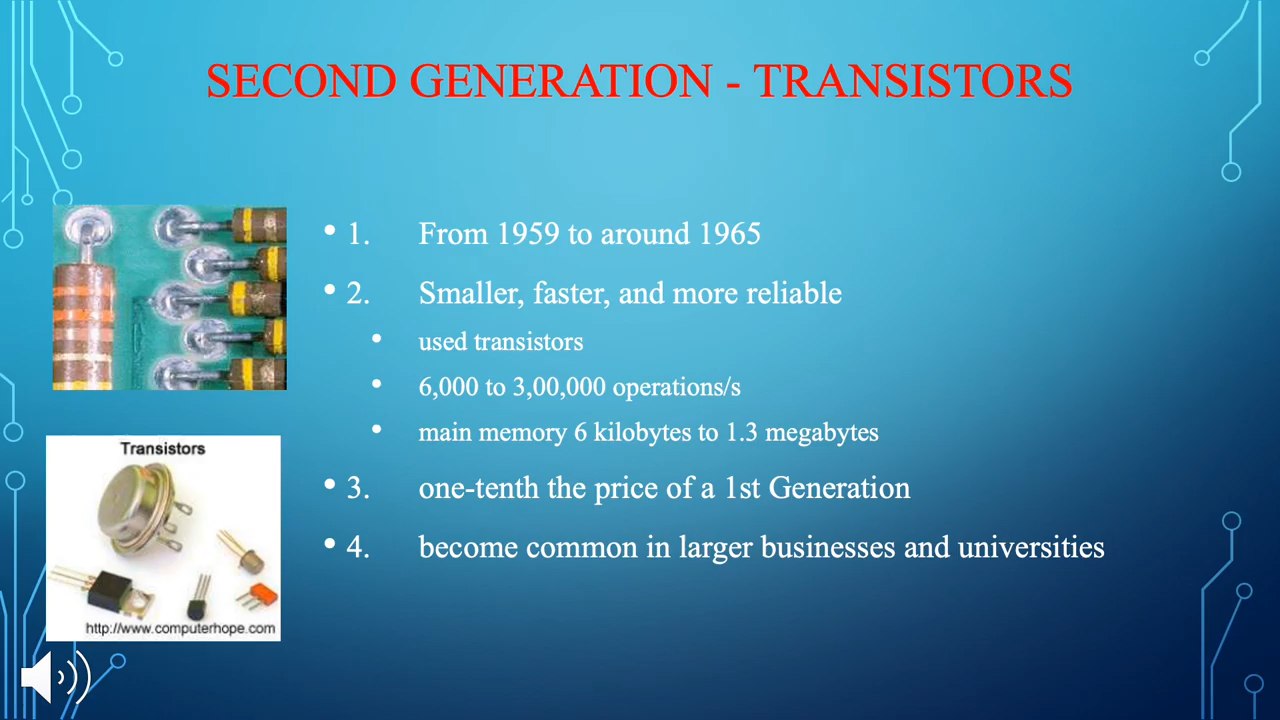 SECOND GENERATION - TRANSISTORS
• 1. From 1959 to around 1965
• 2. Smaller, faster, and more reliable
• used transistors
• 6,000 to 3,00,000 operations/s
• main memory 6 kilobytes to 1.3 megabytes
• 3. one-tenth the price of a 1st Generation
• 4. become common in larger businesses and universities
Transistors
http://www.computerhope.com